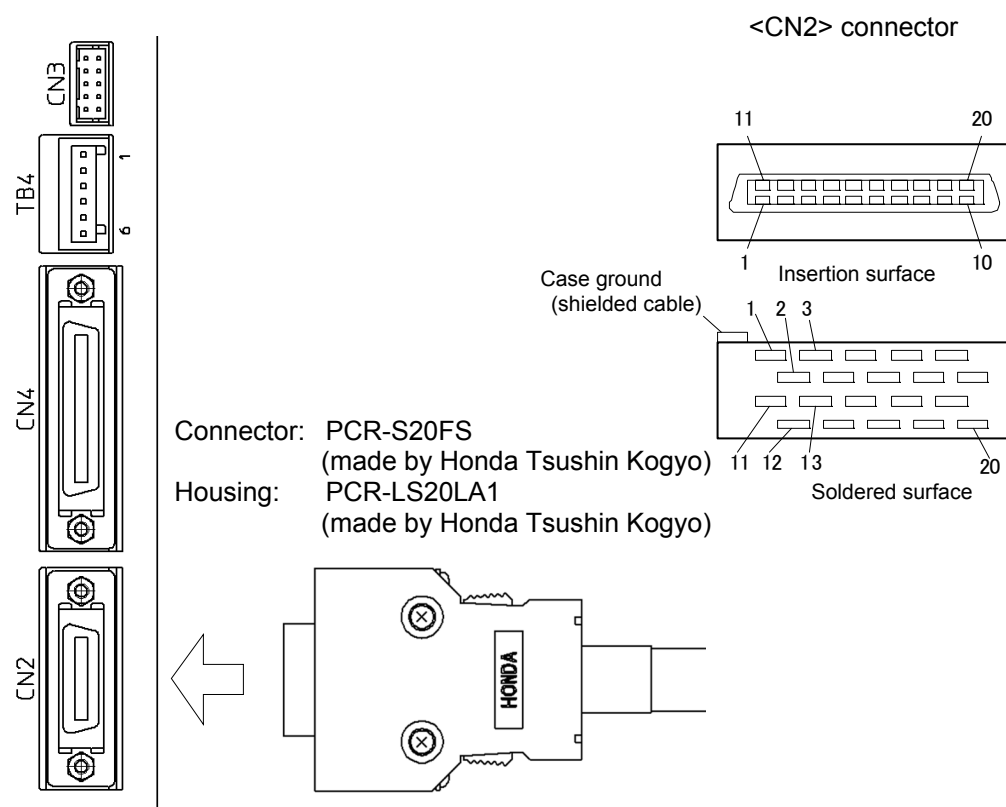 <CN2> connector
CN3
TB4
1
6
CN4
CN2
11
20
1
10
Insertion surface
Case ground
(shielded cable)
1
2
3
11
12
13
20
Soldered surface
Connector: PCR-S20FS
(made by Honda Tsushin Kogyo)
Housing: PCR-LS20LA1
(made by Honda Tsushin Kogyo)
HONDA